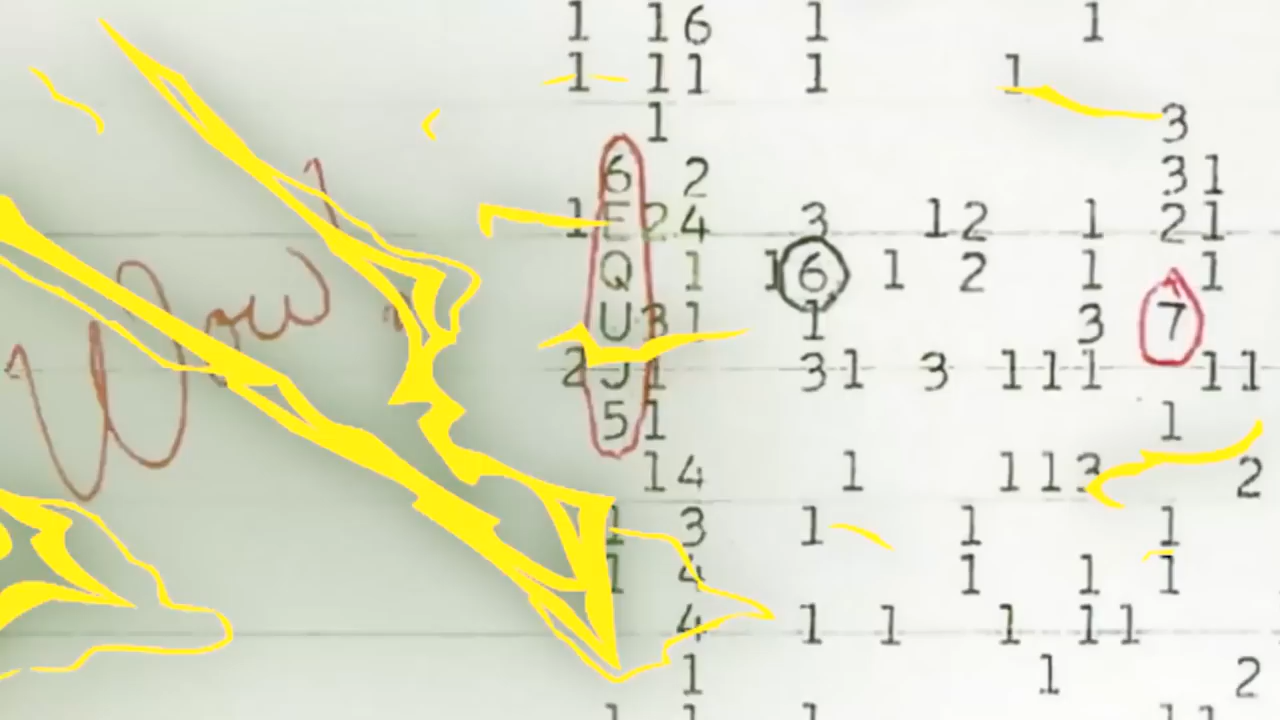 1 16 1 1
1 11 1 1
1 3
6 2 31
1E24 3 12 1 21
Q 1 16 1 2 1 1
U31 1 3 7
2J1 31 3 111 11
51 1
14 1 113 2
1 3 1 1 1
1 4 1 1 1
4 1 1 1 11
1 1 2
1 1 1 11
Wow!